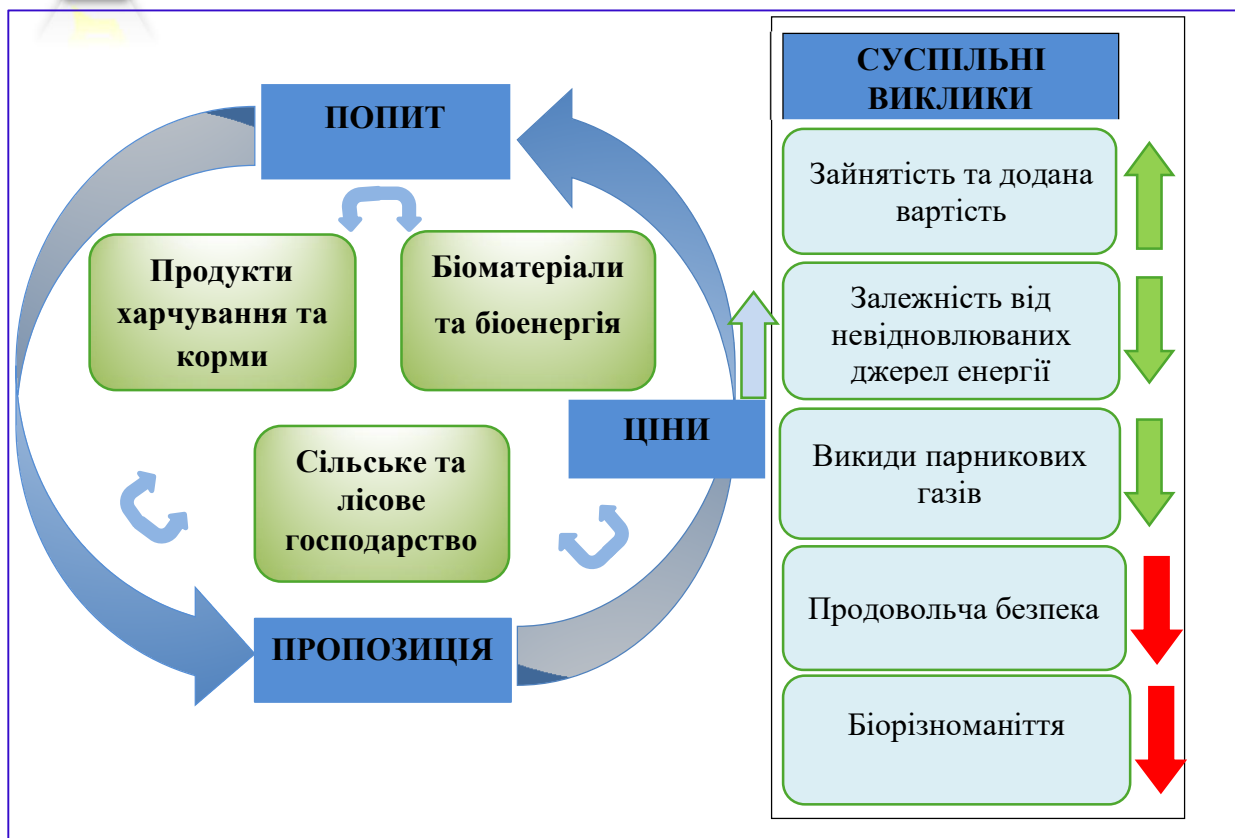 ПОПИТ
Продукти
харчування та
корми
Біоматеріали
та біоенергія
ЦІНИ
Сільське та
лісове
господарство
ПРОПОЗИЦІЯ
СУСПІЛЬНІ
ВИКЛИКИ
Зайнятість та додана
вартість
Залежність від
невідновлюваних
джерел енергії
Викиди парникових
газів
Продовольча безпека
Біорізноманіття